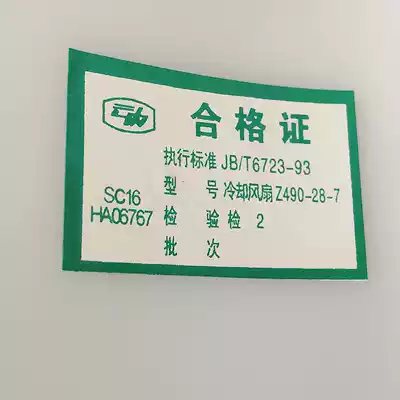 合格证
执行标准 JB/T6723-93
型 号 冷却风扇 Z490-28-7
SC16
HA06767
检 验 检 2
批 次